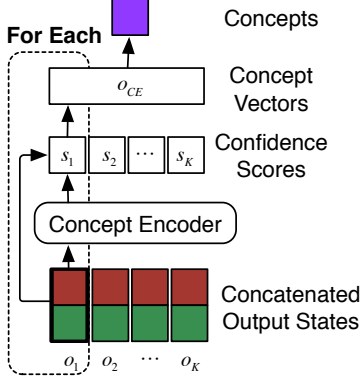 Concepts
For Each
o_CE
Concept
Vectors
s_1 s_2 ... s_K
Confidence
Scores
Concept Encoder
Concatenated
Output States
o_1 o_2 ... o_K